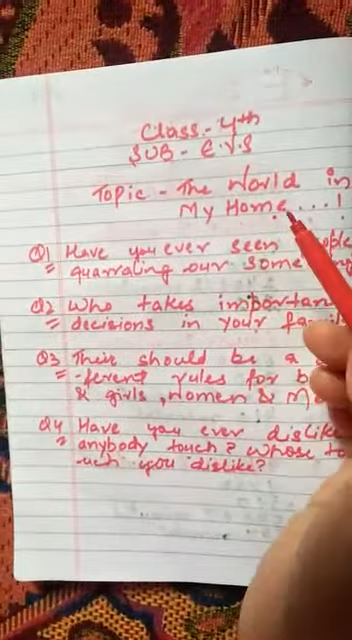 Class - 4th
SUB - E.V.S
Topic - The World in
My Home...!
Q1 Have you ever seen
quarraling our some
Q2 Who takes
decisions in your
Q3 There should be a
-ferent rules for
& girls, women &
Q4 Have you ever
anybody touch? whose
-uch you dislike?